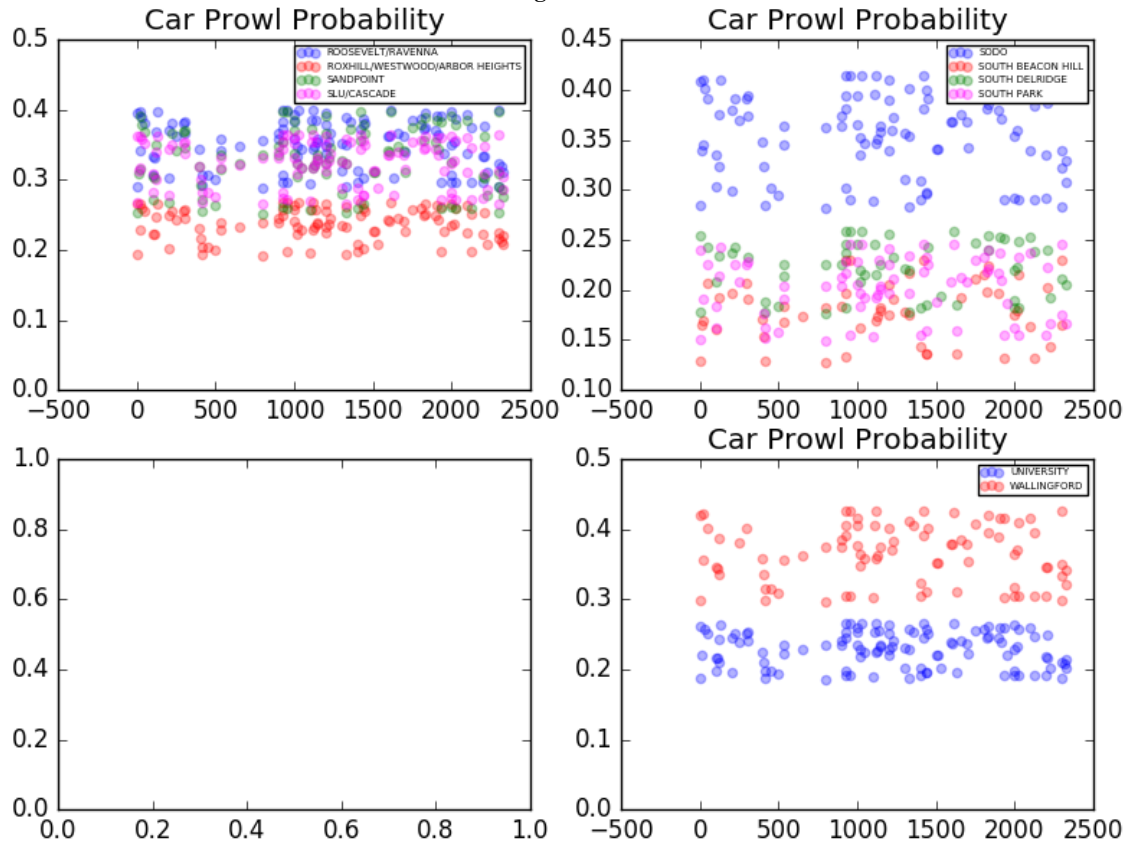 Car Prowl Probability
0.5
0.4
0.3
0.2
0.1
0.0
ROOSEVELT/RAVENNA
ROXHILL/WESTWOOD/ARBOR HEIGHTS
SANDPOINT
SLU/CASCADE
−500 0 500 1000 1500 2000 2500
Car Prowl Probability
0.45
0.40
0.35
0.30
0.25
0.20
0.15
0.10
SODO
SOUTH BEACON HILL
SOUTH DELRIDGE
SOUTH PARK
−500 0 500 1000 1500 2000 2500
1.0
0.8
0.6
0.4
0.2
0.0
0.0 0.2 0.4 0.6 0.8 1.0
Car Prowl Probability
0.5
0.4
0.3
0.2
0.1
0.0
UNIVERSITY
WALLINGFORD
−500 0 500 1000 1500 2000 2500